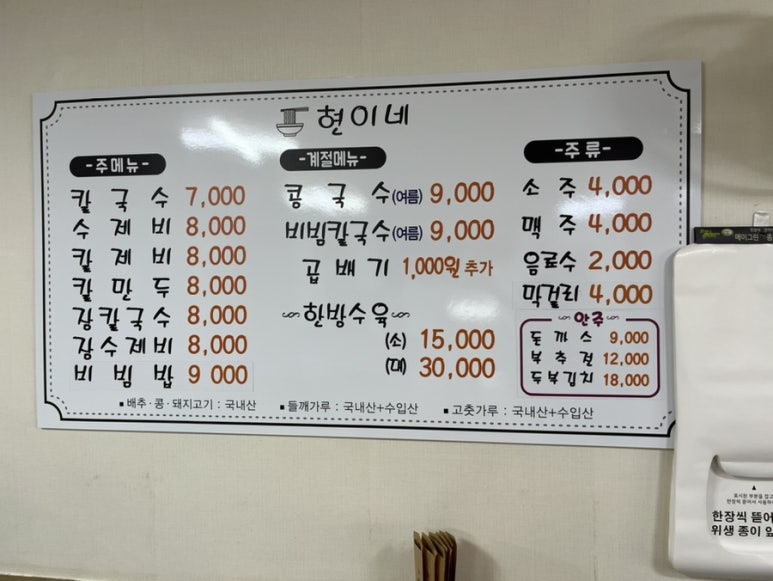 현이네
-주메뉴-
칼국수 7,000
수제비 8,000
칼제비 8,000
칼만두 8,000
장칼국수 8,000
장수제비 8,000
비빔밥 9 000
-계절메뉴-
콩국수(여름) 9,000
비빔칼국수(여름) 9,000
곱배기 1,000원 추가
한방수육
(소) 15,000
(대) 30,000
-주류-
소주 4,000
맥주 4,000
음료수 2,000
막걸리 4,000
안주
돈까스 9,000
부추전 12,000
두부김치 18,000
▪배추·콩·돼지고기 : 국내산 ▪들깨가루 : 국내산+수입산 ▪고춧가루 : 국내산+수입산
한장씩 뜯어
위생 종이 앞